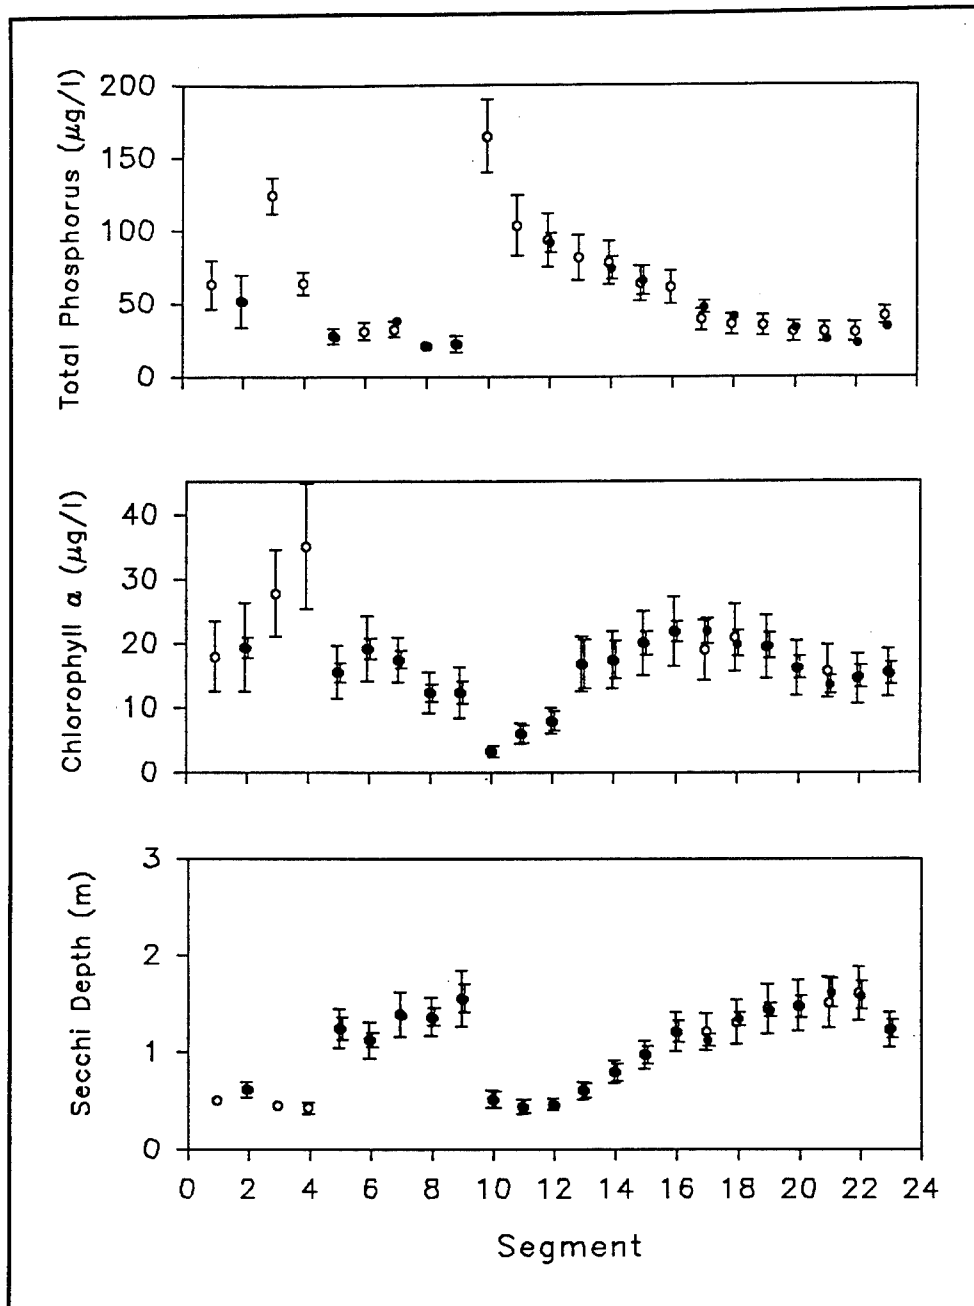 Total Phosphorus (μg/l)
200
150
100
50
0
Chlorophyll a (μg/l)
40
30
20
10
0
Secchi Depth (m)
3
2
1
0
0 2 4 6 8 10 12 14 16 18 20 22 24
Segment